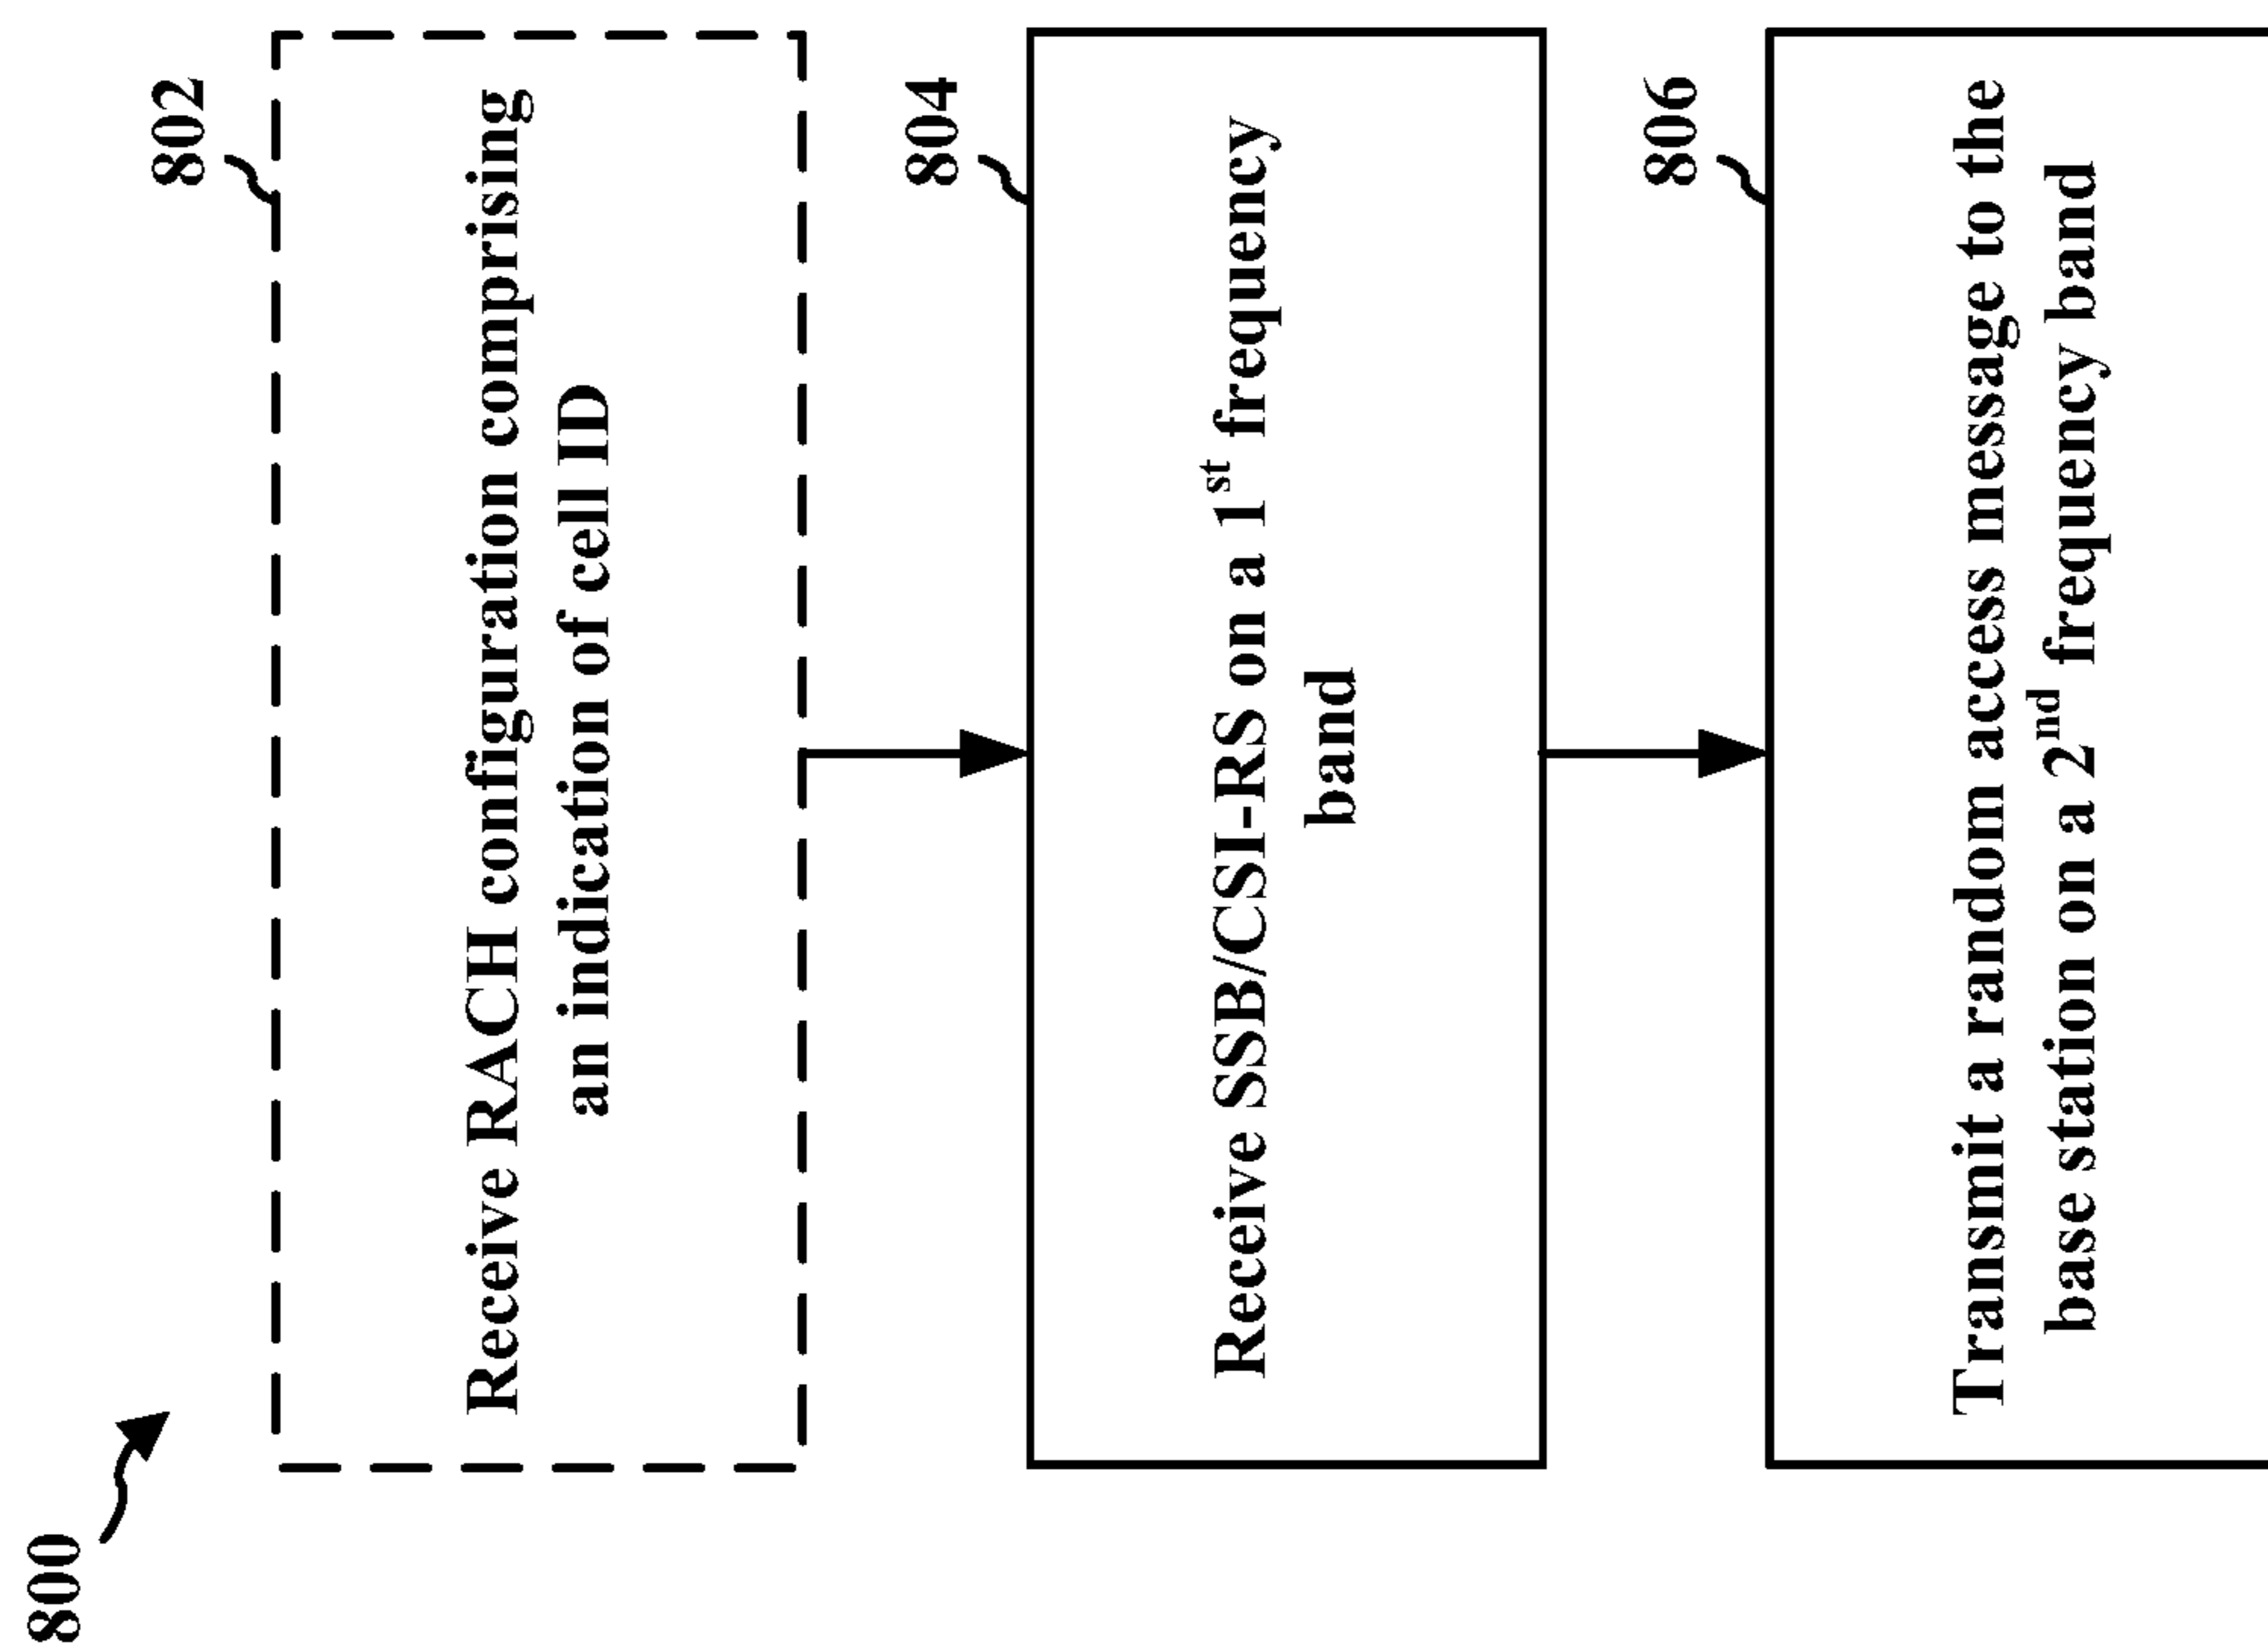 800
802
Receive RACH configuration comprising
an indication of cell ID
804
Receive SSB/CSI-RS on a 1st frequency
band
806
Transmit a random access message to the
base station on a 2nd frequency band